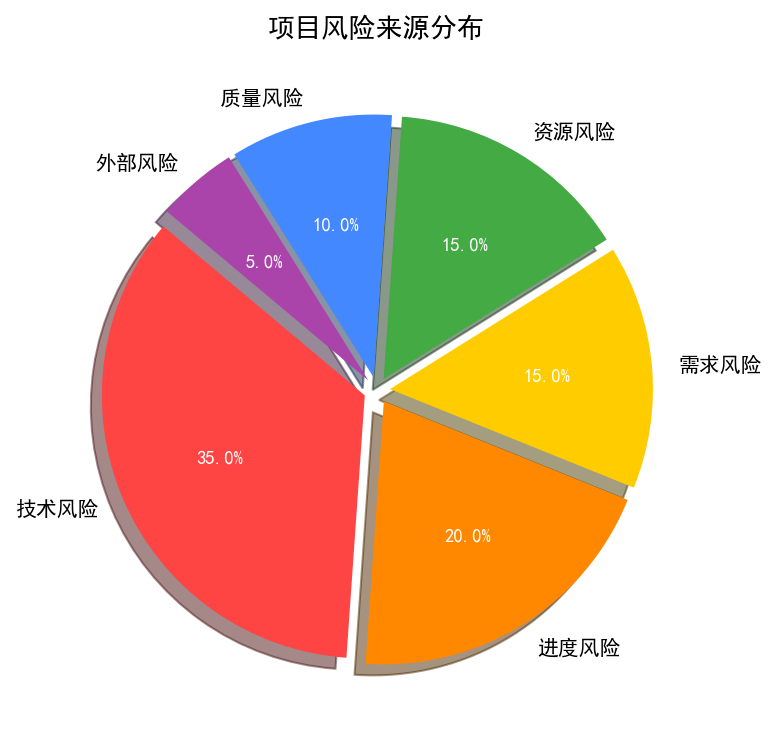 项目风险来源分布
质量风险
资源风险
外部风险
10.0%
15.0%
5.0%
需求风险
15.0%
35.0%
技术风险
20.0%
进度风险